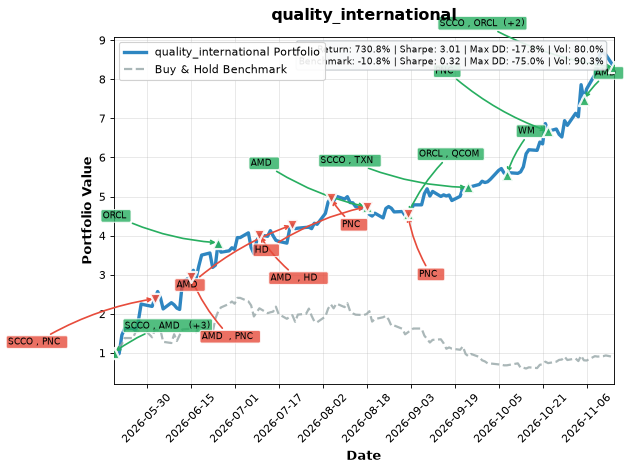 quality_international
SCCO , ORCL (+2)
quality_international Portfolio
Buy & Hold Benchmark
Return: 730.8% | Sharpe: 3.01 | Max DD: -17.8% | Vol: 80.0%
Benchmark: -10.8% | Sharpe: 0.32 | Max DD: -75.0% | Vol: 90.3%
PNC
WM
ORCL , QCOM
SCCO , TXN
AMD
ORCL
PNC
HD
AMD , HD
PNC
AMD
SCCO , AMD (+3)
AMD , PNC
SCCO , PNC
9
8
7
6
5
4
3
2
1
Portfolio Value
2026-05-30
2026-06-15
2026-07-01
2026-07-17
2026-08-02
2026-08-18
2026-09-03
2026-09-19
2026-10-05
2026-10-21
2026-11-06
Date